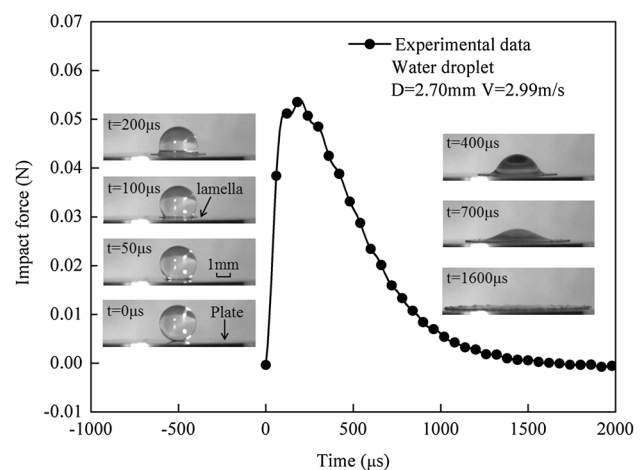 0.07
0.06
0.05
0.04
0.03
0.02
0.01
0.00
-0.01
Impact force (N)
-1000
-500
0
500
1000
1500
2000
Time (μs)
Experimental data
Water droplet
D=2.70mm V=2.99m/s
t=200μs
t=100μs
lamella
t=50μs
1mm
t=0μs
Plate
t=400μs
t=700μs
t=1600μs